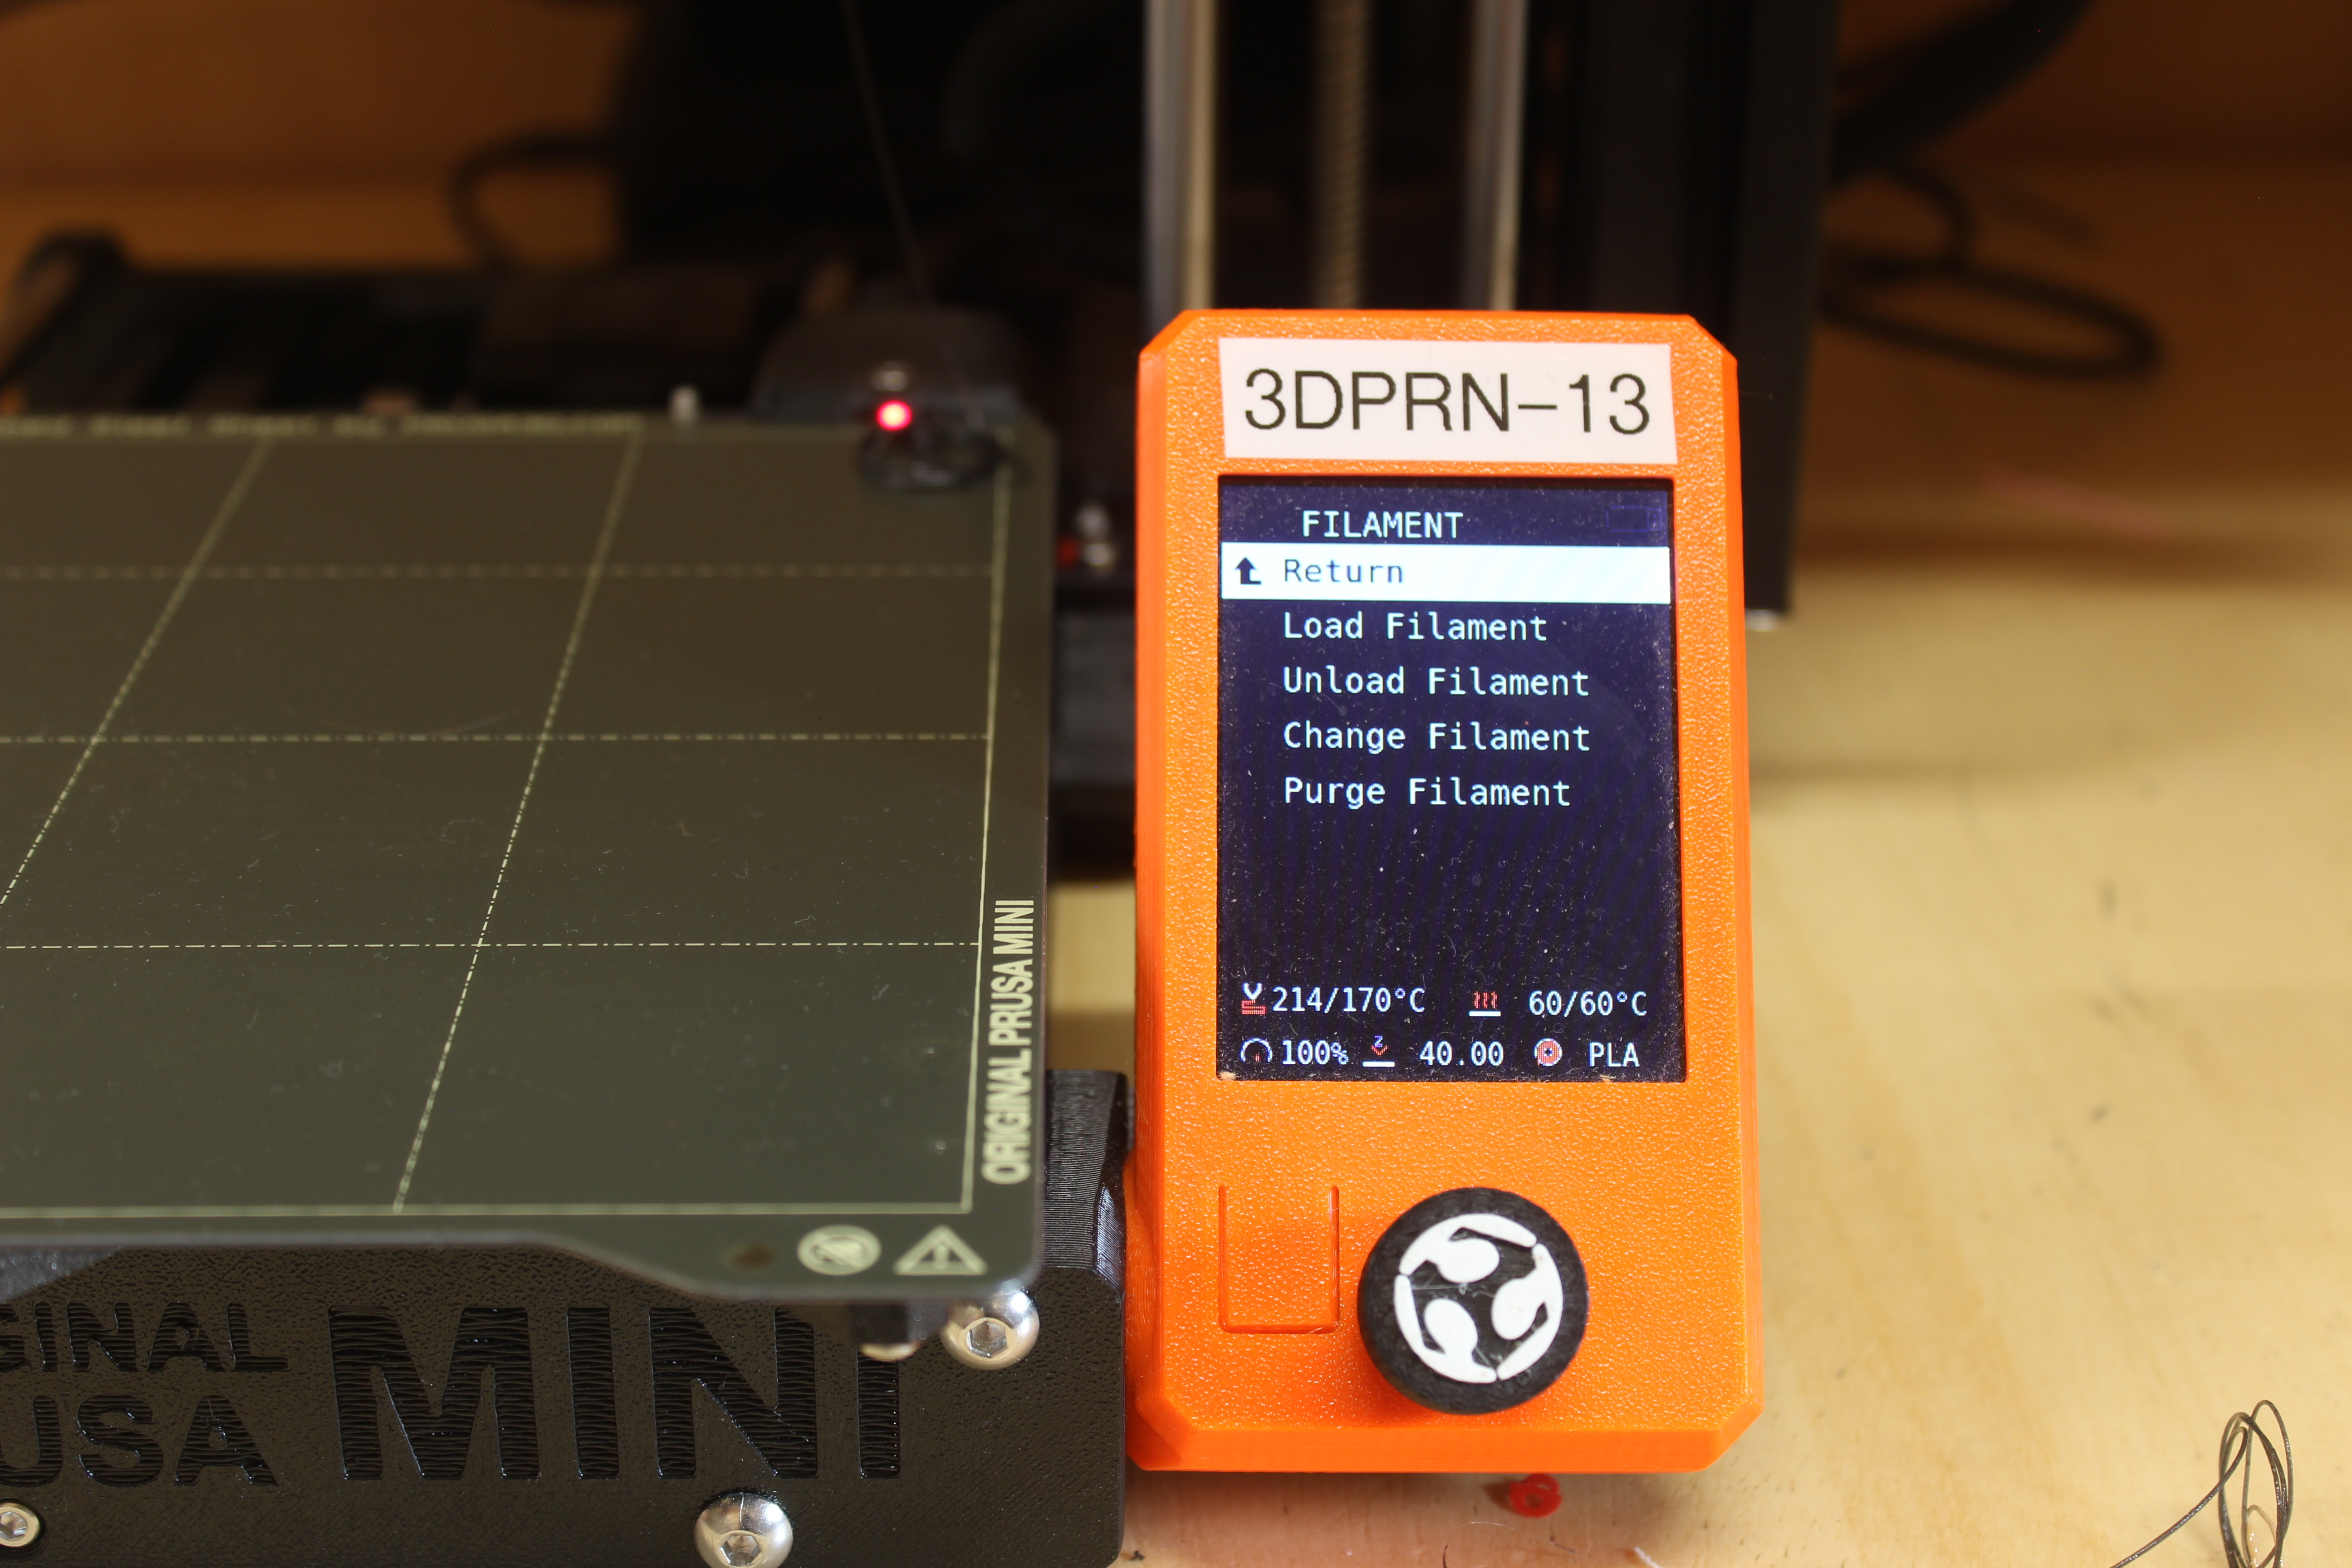 3DPRN-13
FILAMENT
Return
Load Filament
Unload Filament
Change Filament
Purge Filament
214/170°C 60/60°C
100% Z 40.00 PLA
ORIGINAL PRUSA MINI
GINAL
USA
MINI